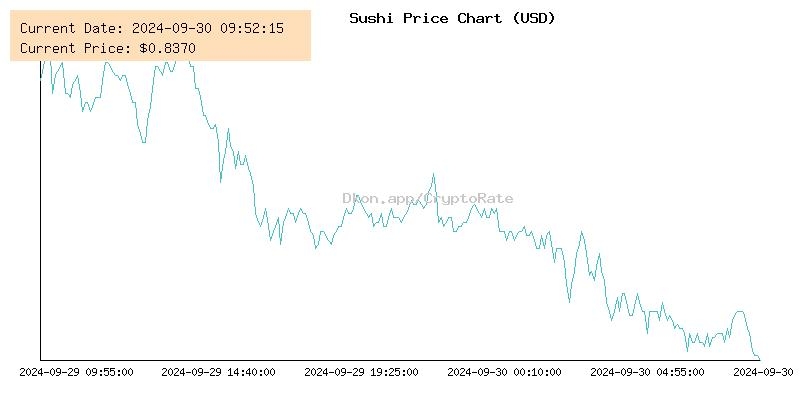 Sushi Price Chart (USD)
Current Date: 2024-09-30 09:52:15
Current Price: $0.8370
Dkon.app/CryptoRate
2024-09-29 09:55:00 2024-09-29 14:40:00 2024-09-29 19:25:00 2024-09-30 00:10:00 2024-09-30 04:55:00 2024-09-30